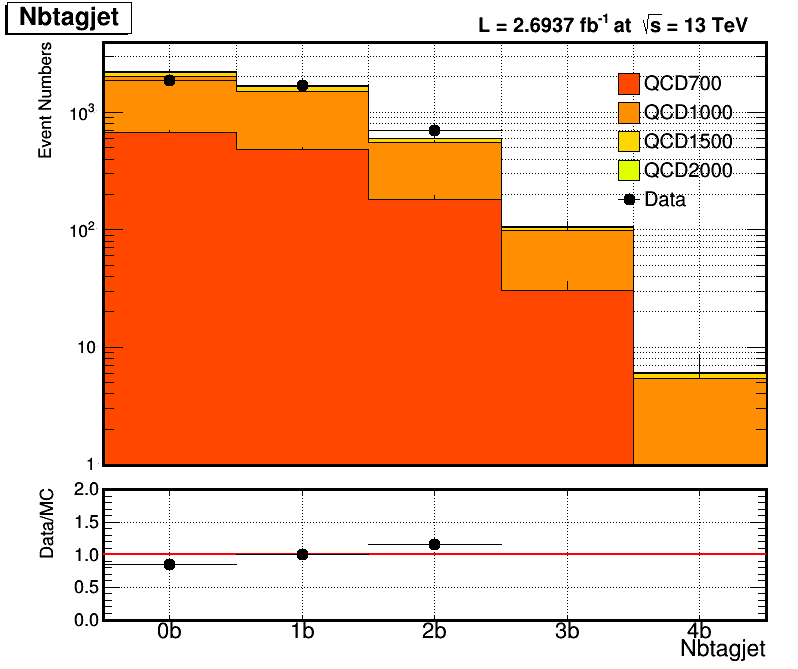 Nbtagjet
L = 2.6937 fb⁻¹ at √s = 13 TeV
Event Numbers
10³
10²
10
1
QCD700
QCD1000
QCD1500
QCD2000
Data
Data/MC
2.0
1.5
1.0
0.5
0.0
0b 1b 2b 3b 4b
Nbtagjet